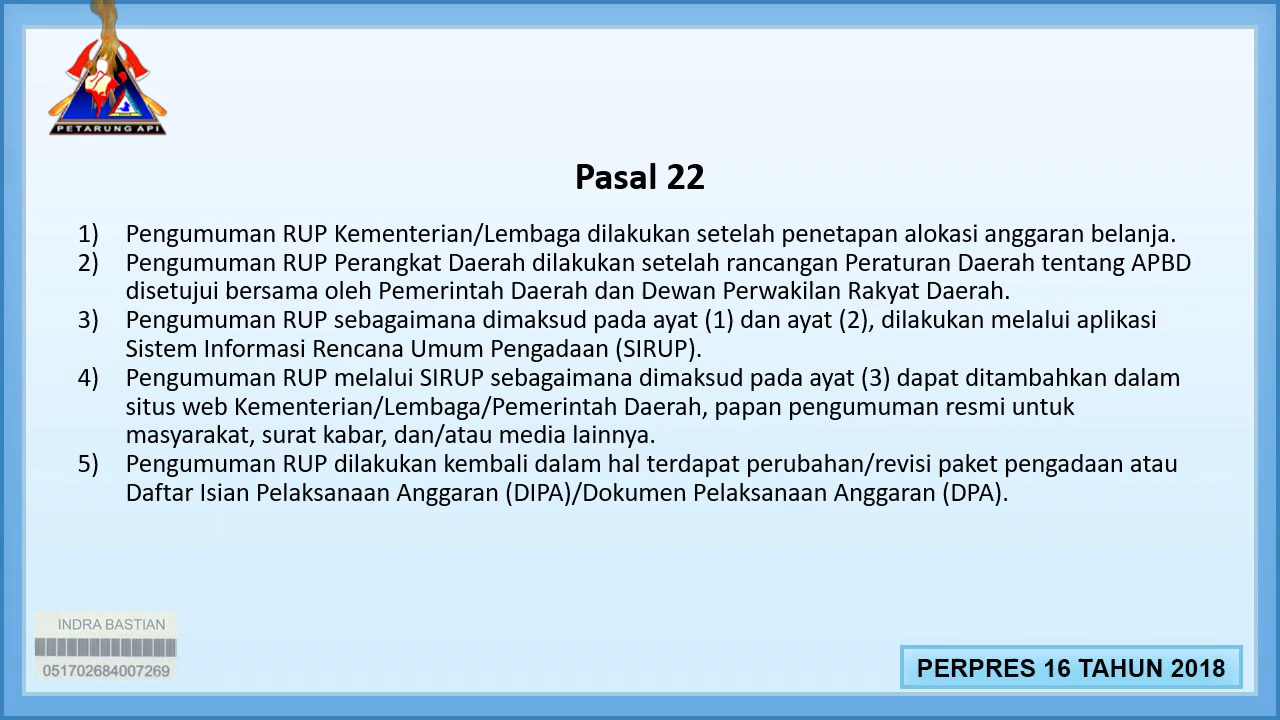 PETARUNG API
Pasal 22
1) Pengumuman RUP Kementerian/Lembaga dilakukan setelah penetapan alokasi anggaran belanja.
2) Pengumuman RUP Perangkat Daerah dilakukan setelah rancangan Peraturan Daerah tentang APBD
disetujui bersama oleh Pemerintah Daerah dan Dewan Perwakilan Rakyat Daerah.
3) Pengumuman RUP sebagaimana dimaksud pada ayat (1) dan ayat (2), dilakukan melalui aplikasi
Sistem Informasi Rencana Umum Pengadaan (SIRUP).
4) Pengumuman RUP melalui SIRUP sebagaimana dimaksud pada ayat (3) dapat ditambahkan dalam
situs web Kementerian/Lembaga/Pemerintah Daerah, papan pengumuman resmi untuk
masyarakat, surat kabar, dan/atau media lainnya.
5) Pengumuman RUP dilakukan kembali dalam hal terdapat perubahan/revisi paket pengadaan atau
Daftar Isian Pelaksanaan Anggaran (DIPA)/Dokumen Pelaksanaan Anggaran (DPA).
INDRA BASTIAN
051702684007269
PERPRES 16 TAHUN 2018